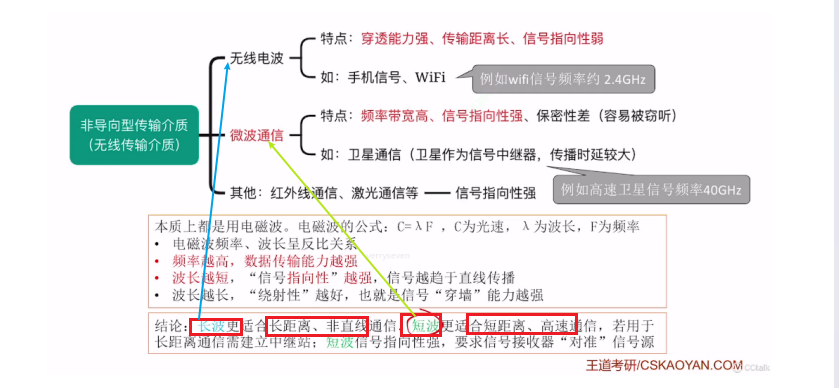 特点：穿透能力强、传输距离长、信号指向性弱
无线电波
如：手机信号、WiFi
例如wifi信号频率约 2.4GHz
非导向型传输介质
（无线传输介质）
特点：频率带宽高、信号指向性强、保密性差（容易被窃听）
微波通信
如：卫星通信（卫星作为信号中继器，传播时延较大）
例如高速卫星信号频率40GHz
其他：红外线通信、激光通信等 信号指向性强
本质上都是用电磁波。电磁波的公式：C=λF ，C为光速，λ为波长，F为频率
• 电磁波频率、波长呈反比关系
• 频率越高，数据传输能力越强
• 波长越短，“信号指向性”越强，信号越趋于直线传播
• 波长越长，“绕射性”越好，也就是信号“穿墙”能力越强
结论：长波更适合长距离、非直线通信，短波更适合短距离、高速通信，若用于
长距离通信需建立中继站；短波信号指向性强，要求信号接收器“对准”信号源
王道考研/CSKAOYAN.COM
CCtalk